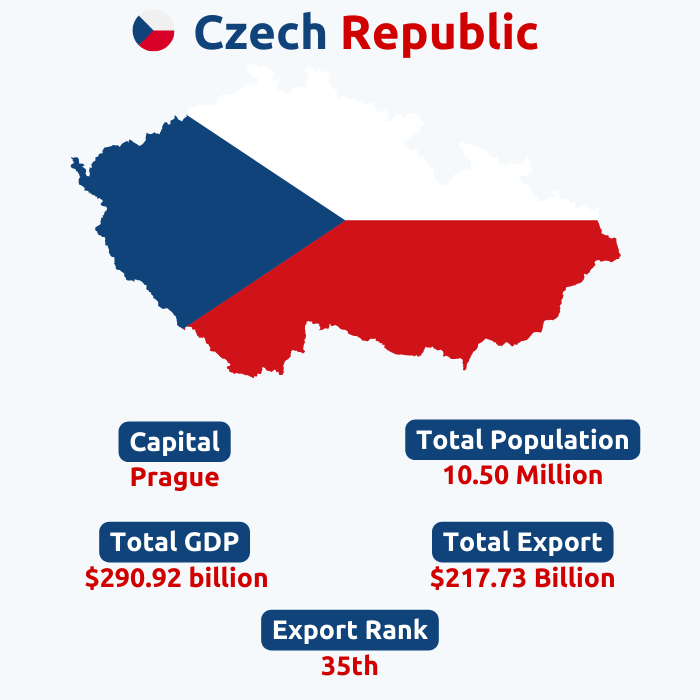 Czech Republic
Capital
Prague
Total Population
10.50 Million
Total GDP
$290.92 billion
Total Export
$217.73 Billion
Export Rank
35th